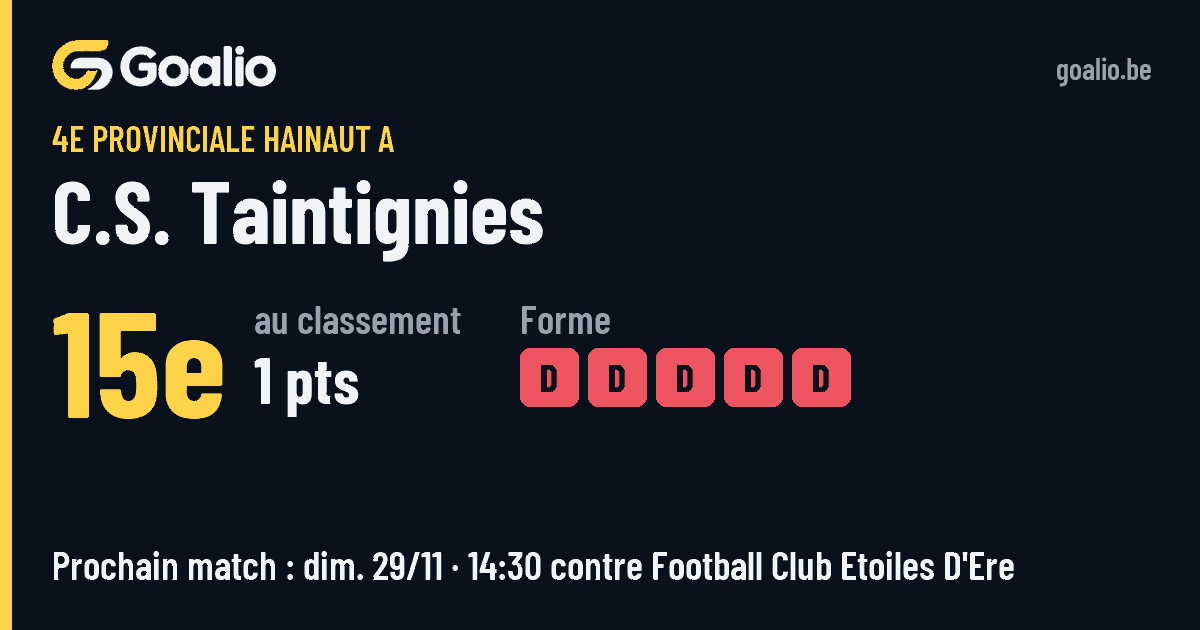 Goalio
goalio.be
4E PROVINCIALE HAINAUT A
C.S. Taintignies
15e
au classement
1 pts
Forme
D D D D D
Prochain match : dim. 29/11 · 14:30 contre Football Club Etoiles D'Ere